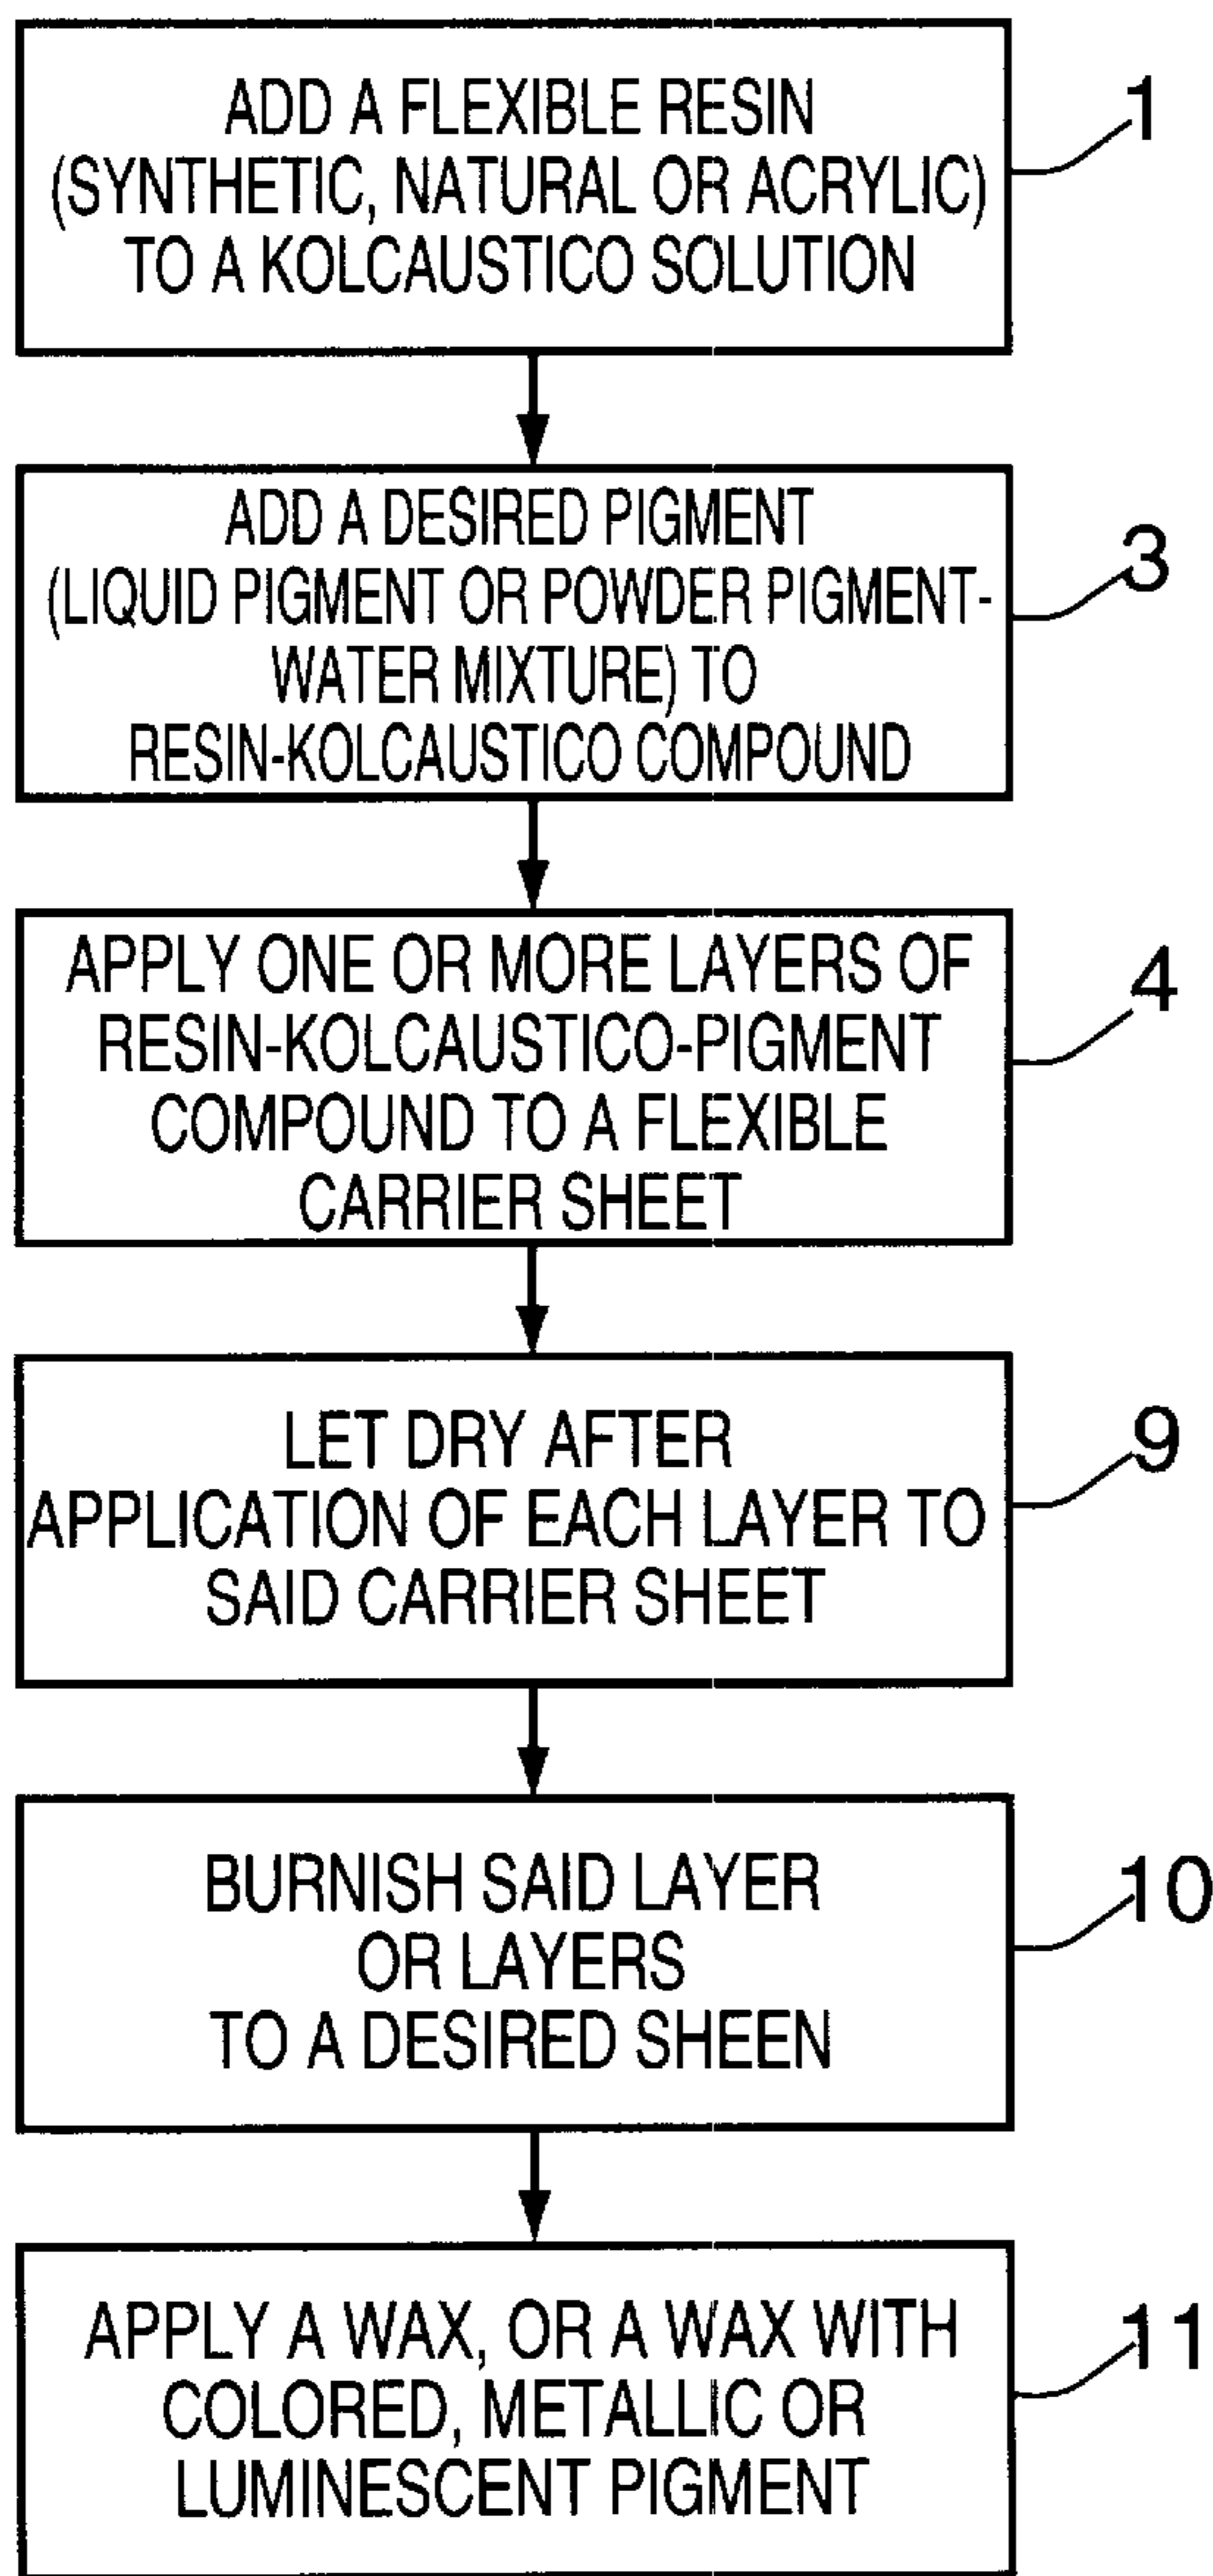 ADD A FLEXIBLE RESIN
(SYNTHETIC, NATURAL OR ACRYLIC)
TO A KOLCAUSTICO SOLUTION
1
ADD A DESIRED PIGMENT
(LIQUID PIGMENT OR POWDER PIGMENT-
WATER MIXTURE) TO
RESIN-KOLCAUSTICO COMPOUND
3
APPLY ONE OR MORE LAYERS OF
RESIN-KOLCAUSTICO-PIGMENT
COMPOUND TO A FLEXIBLE
CARRIER SHEET
4
LET DRY AFTER
APPLICATION OF EACH LAYER TO
SAID CARRIER SHEET
9
BURNISH SAID LAYER
OR LAYERS
TO A DESIRED SHEEN
10
APPLY A WAX, OR A WAX WITH
COLORED, METALLIC OR
LUMINESCENT PIGMENT
11